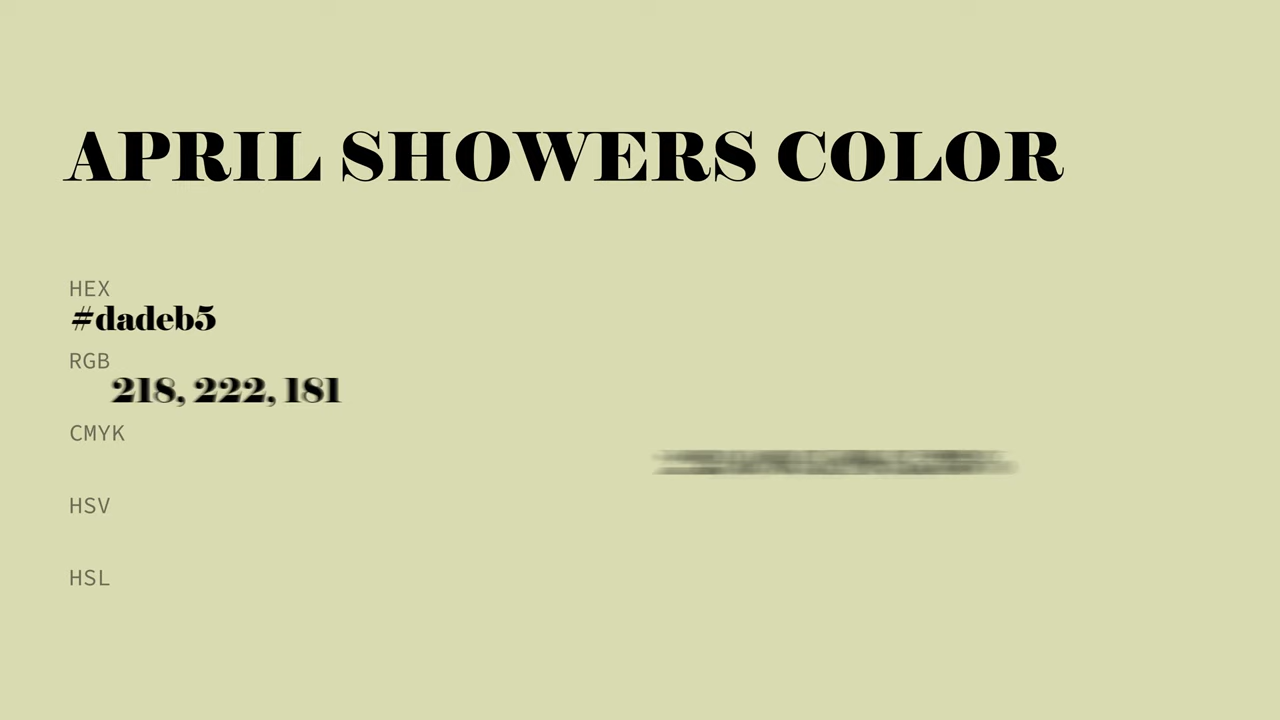 APRIL SHOWERS COLOR
HEX
#dadeb5
RGB
218, 222, 181
CMYK
HSV
HSL